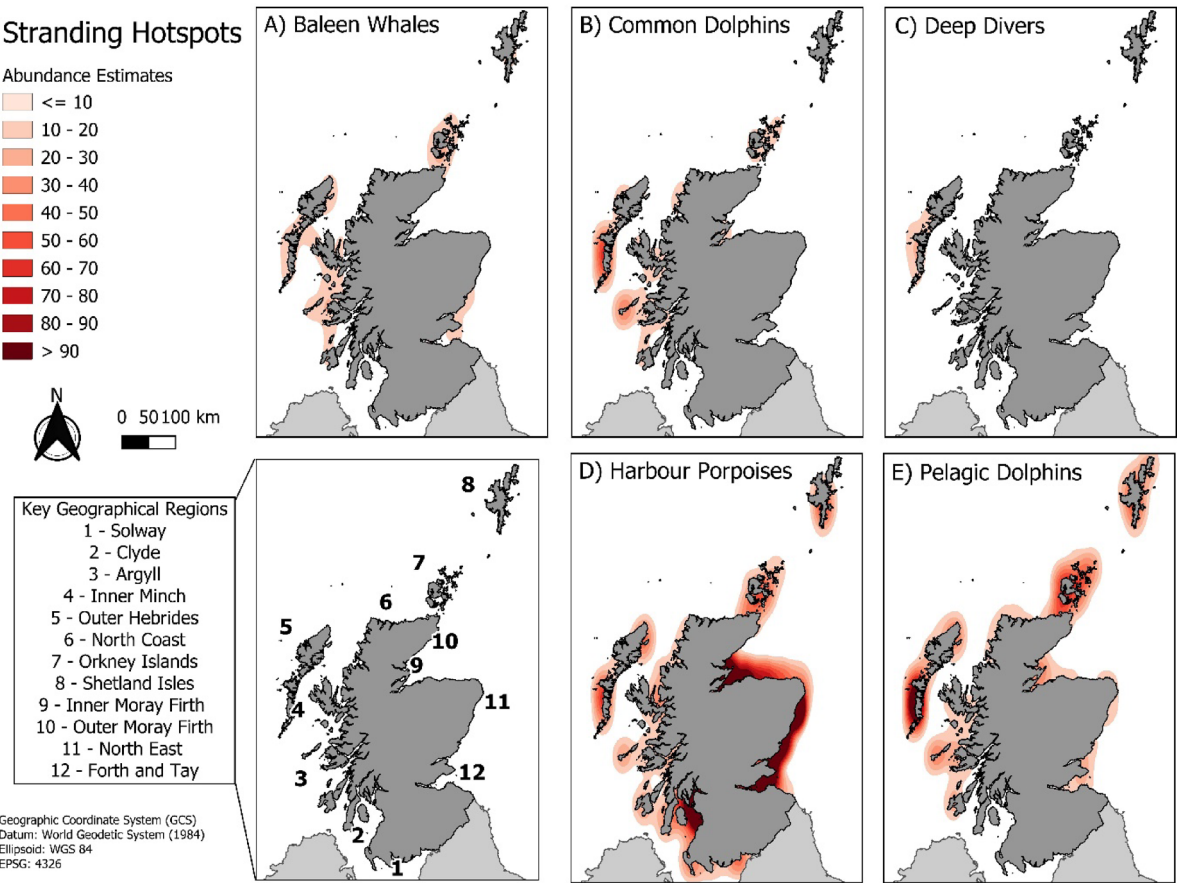 Stranding Hotspots
Abundance Estimates
<= 10
10 - 20
20 - 30
30 - 40
40 - 50
50 - 60
60 - 70
70 - 80
80 - 90
> 90
N
0 50 100 km
A) Baleen Whales
B) Common Dolphins
C) Deep Divers
Key Geographical Regions
1 - Solway
2 - Clyde
3 - Argyll
4 - Inner Minch
5 - Outer Hebrides
6 - North Coast
7 - Orkney Islands
8 - Shetland Isles
9 - Inner Moray Firth
10 - Outer Moray Firth
11 - North East
12 - Forth and Tay
Geographic Coordinate System (GCS)
Datum: World Geodetic System (1984)
Ellipsoid: WGS 84
EPSG: 4326
8
7
6
5
10
9
11
4
12
3
2
1
D) Harbour Porpoises
E) Pelagic Dolphins